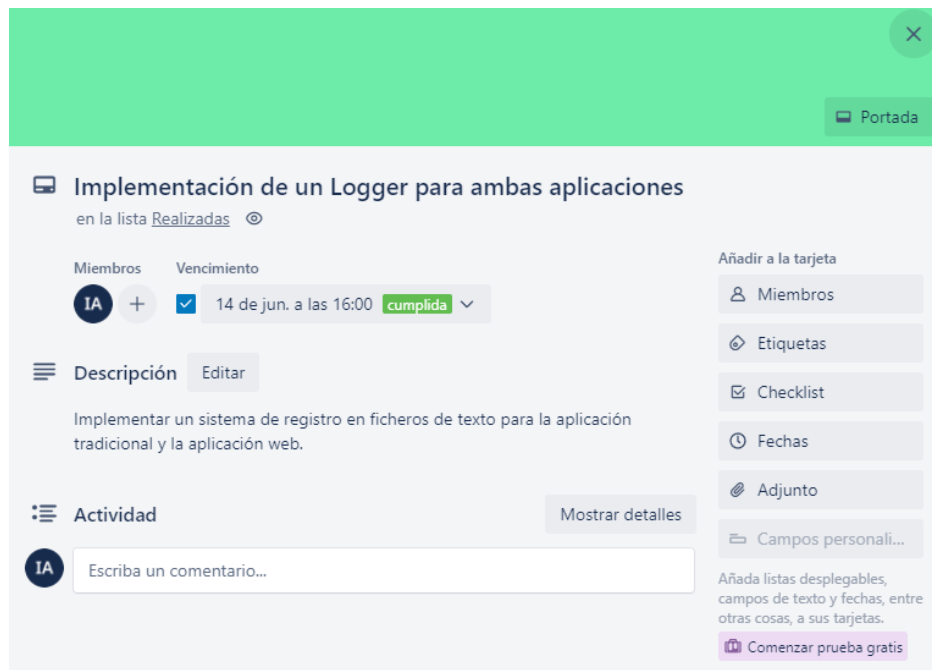 Portada
Implementación de un Logger para ambas aplicaciones
en la lista Realizadas
Miembros Vencimiento
IA + 14 de jun. a las 16:00 cumplida
Descripción Editar
Implementar un sistema de registro en ficheros de texto para la aplicación
tradicional y la aplicación web.
Actividad Mostrar detalles
IA Escriba un comentario...
Añadir a la tarjeta
Miembros
Etiquetas
Checklist
Fechas
Adjunto
Campos personali...
Añada listas desplegables,
campos de texto y fechas, entre
otras cosas, a sus tarjetas.
Comenzar prueba gratis